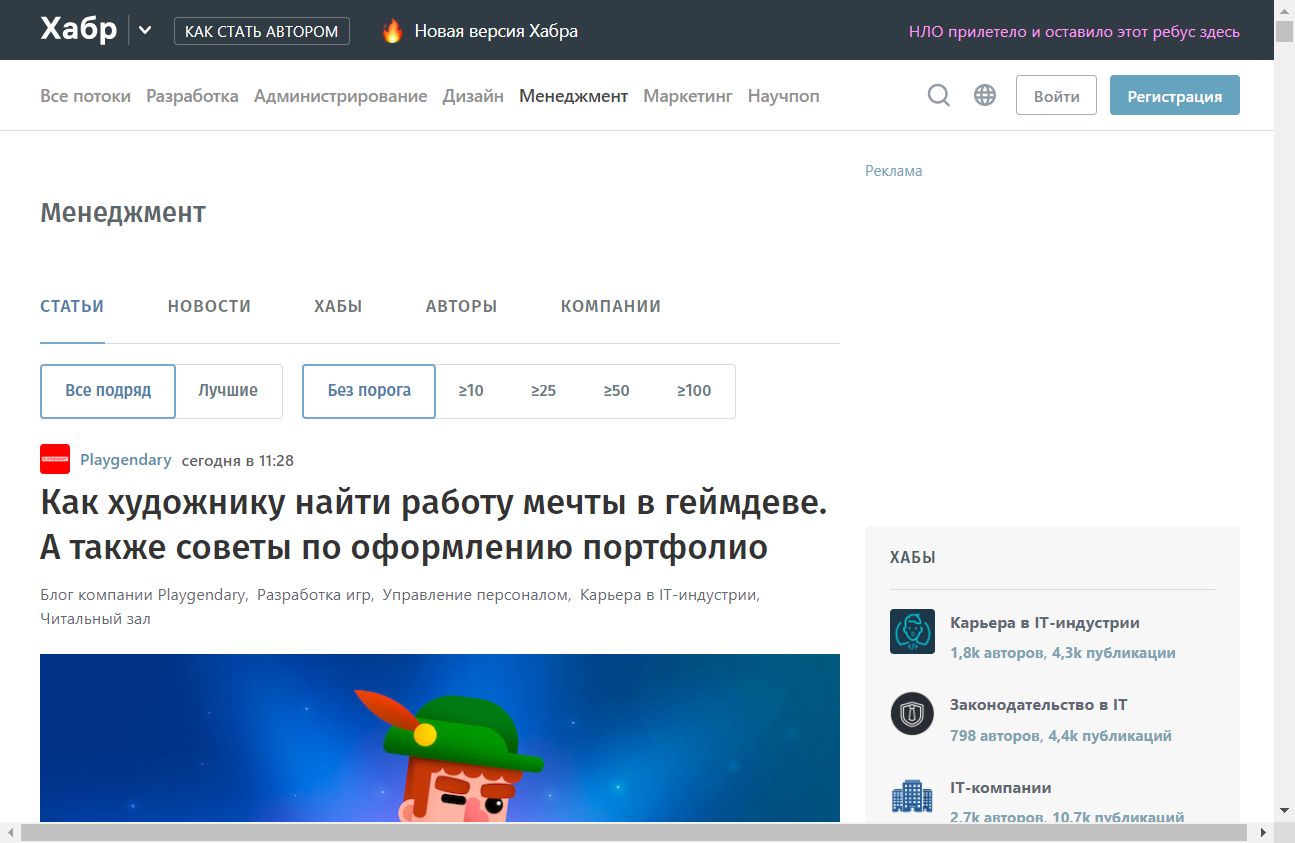 Хабр
КАК СТАТЬ АВТОРОМ
Новая версия Хабра
НЛО прилетело и оставило этот ребус здесь
Все потоки Разработка Администрирование Дизайн Менеджмент Маркетинг Научпоп
Войти
Регистрация
Реклама
Менеджмент
СТАТЬИ НОВОСТИ ХАБЫ АВТОРЫ КОМПАНИИ
Все подряд Лучшие Без порога ≥10 ≥25 ≥50 ≥100
Playgendary сегодня в 11:28
Как художнику найти работу мечты в геймдеве.
А также советы по оформлению портфолио
Блог компании Playgendary, Разработка игр, Управление персоналом, Карьера в IT-индустрии,
Читальный зал
ХАБЫ
Карьера в IT-индустрии
1,8k авторов, 4,3k публикации
Законодательство в IT
798 авторов, 4,4k публикаций
IT-компании
2,7k авторов, 10,7k публикаций